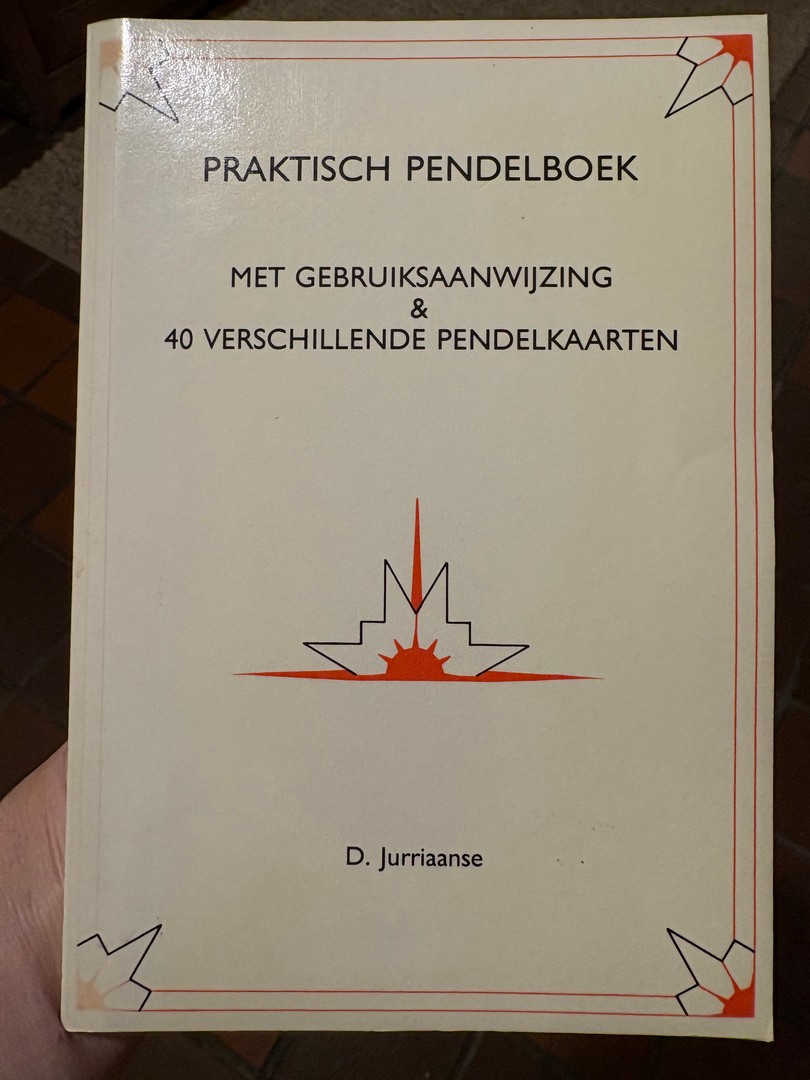 PRAKTISCH PENDELBOEK
MET GEBRUIKSAANWIJZING
&
40 VERSCHILLENDE PENDELKAARTEN
D. Jurriaanse